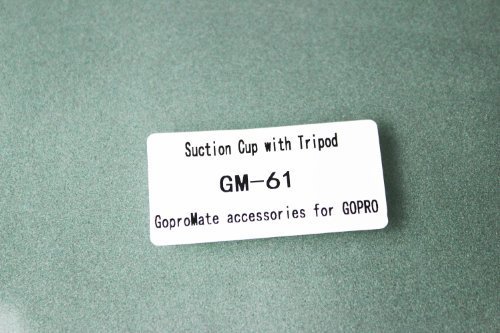 Suction Cup with Tripod
GM-61
GoproMate accessories for GOPRO